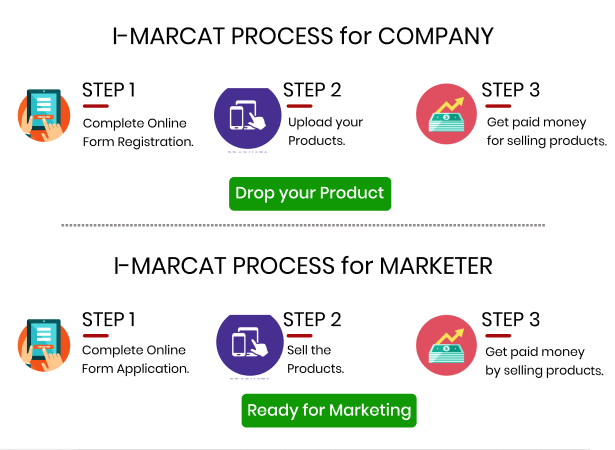 I-MARCAT PROCESS for COMPANY
STEP 1
Complete Online
Form Registration.
STEP 2
Upload your
Products.
STEP 3
Get paid money
for selling products.
Drop your Product
I-MARCAT PROCESS for MARKETER
STEP 1
Complete Online
Form Application.
STEP 2
Sell the
Products.
STEP 3
Get paid money
by selling products.
Ready for Marketing